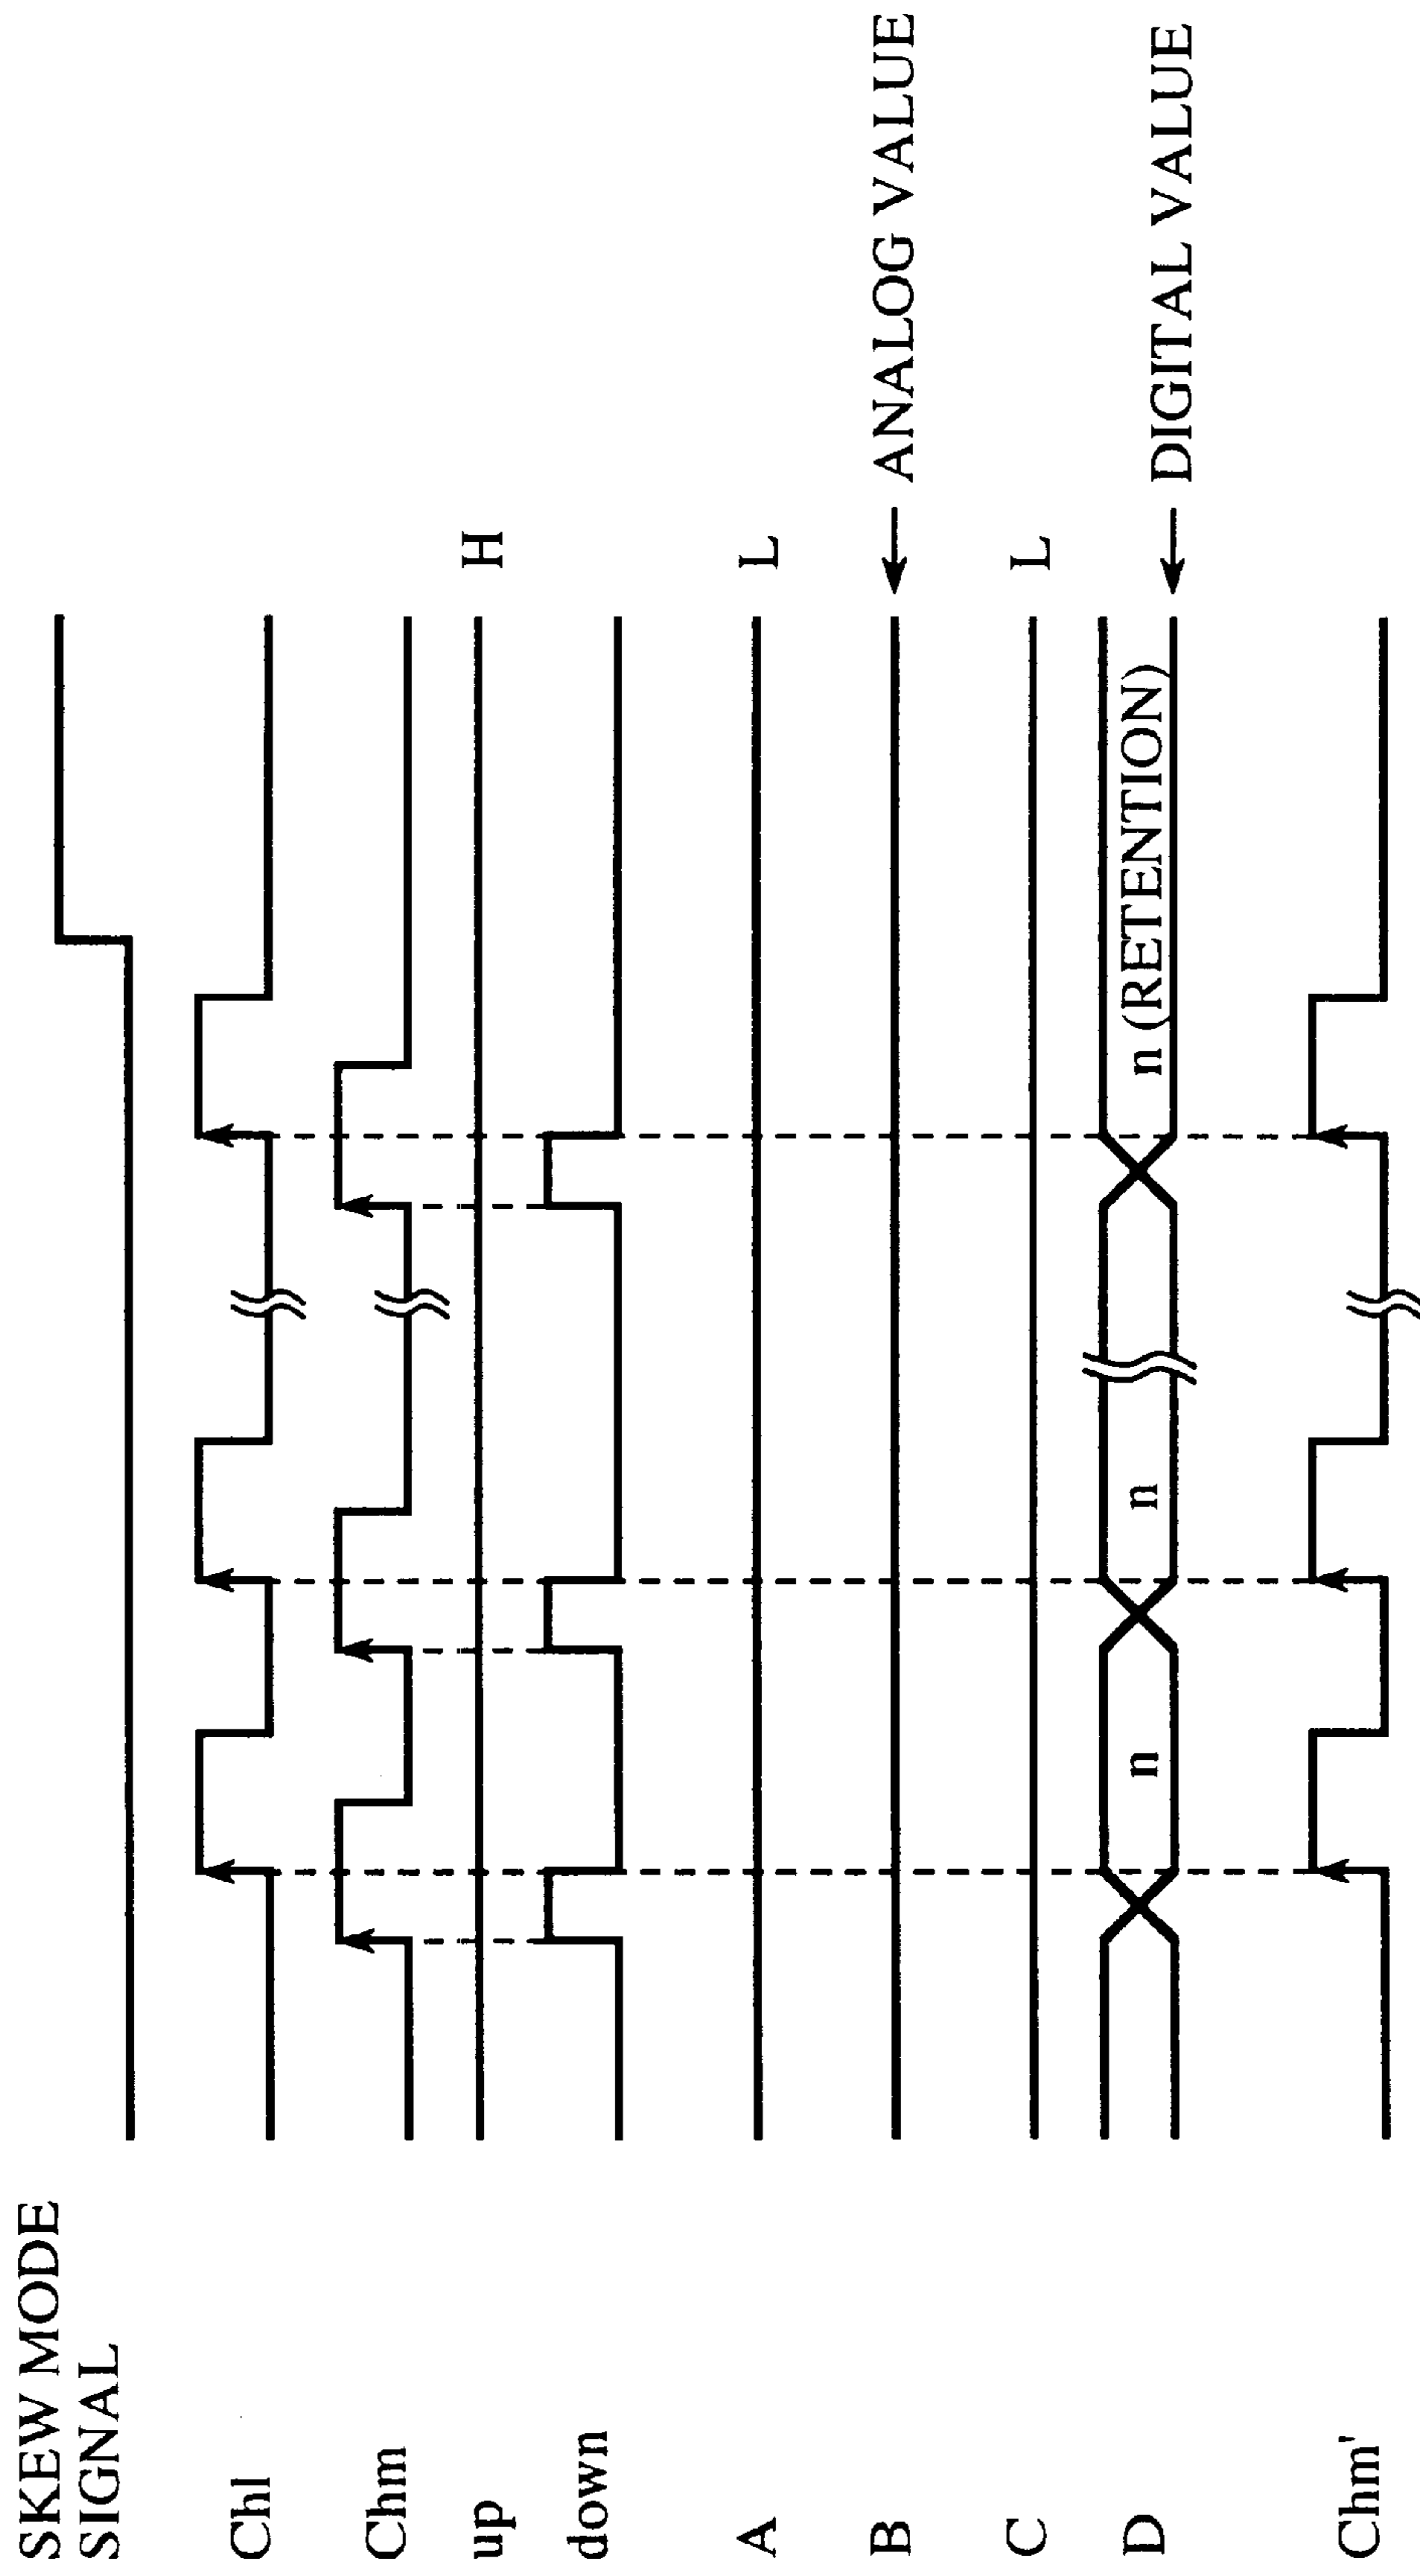 SKEW MODE
SIGNAL
Chl
Chm
up
H
down
A
L
B
ANALOG VALUE
C
L
D
n
n
n (RETENTION)
DIGITAL VALUE
Chm'